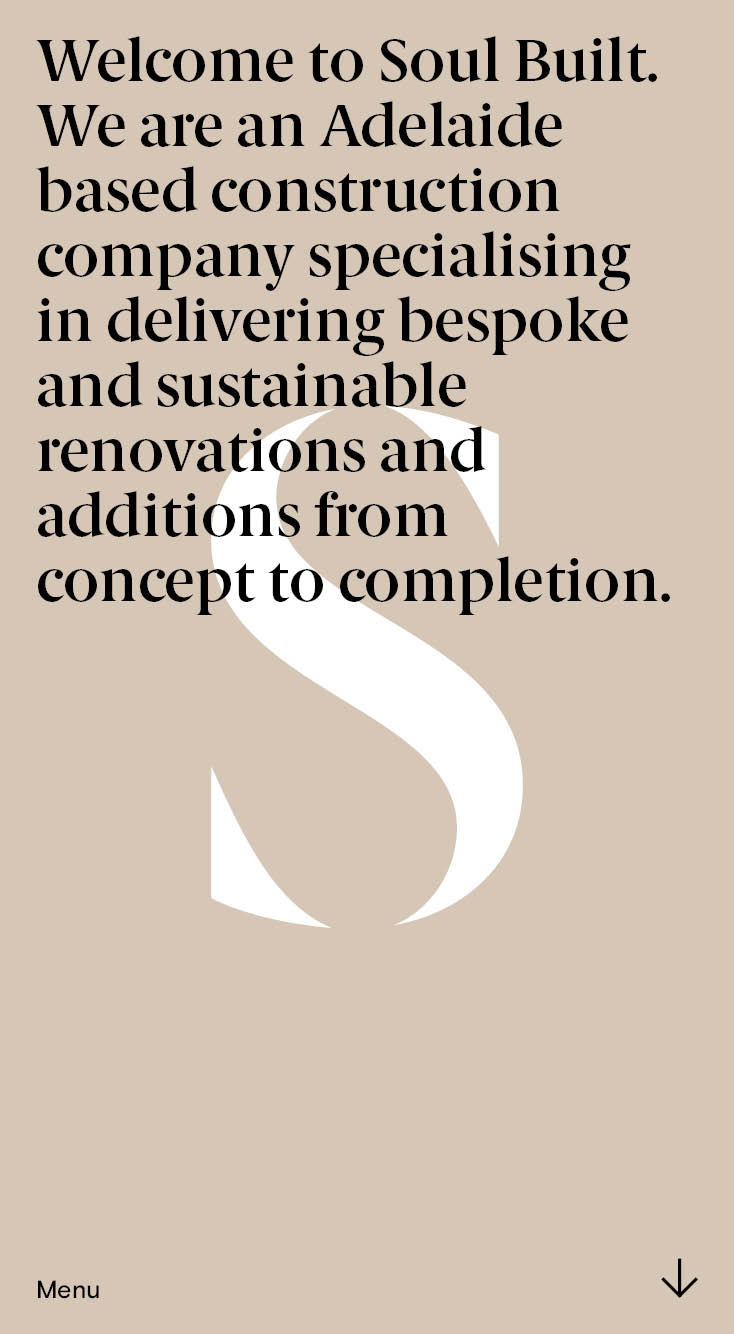 Welcome to Soul Built.
We are an Adelaide
based construction
company specialising
in delivering bespoke
and sustainable
renovations and
additions from
concept to completion.
S
Menu